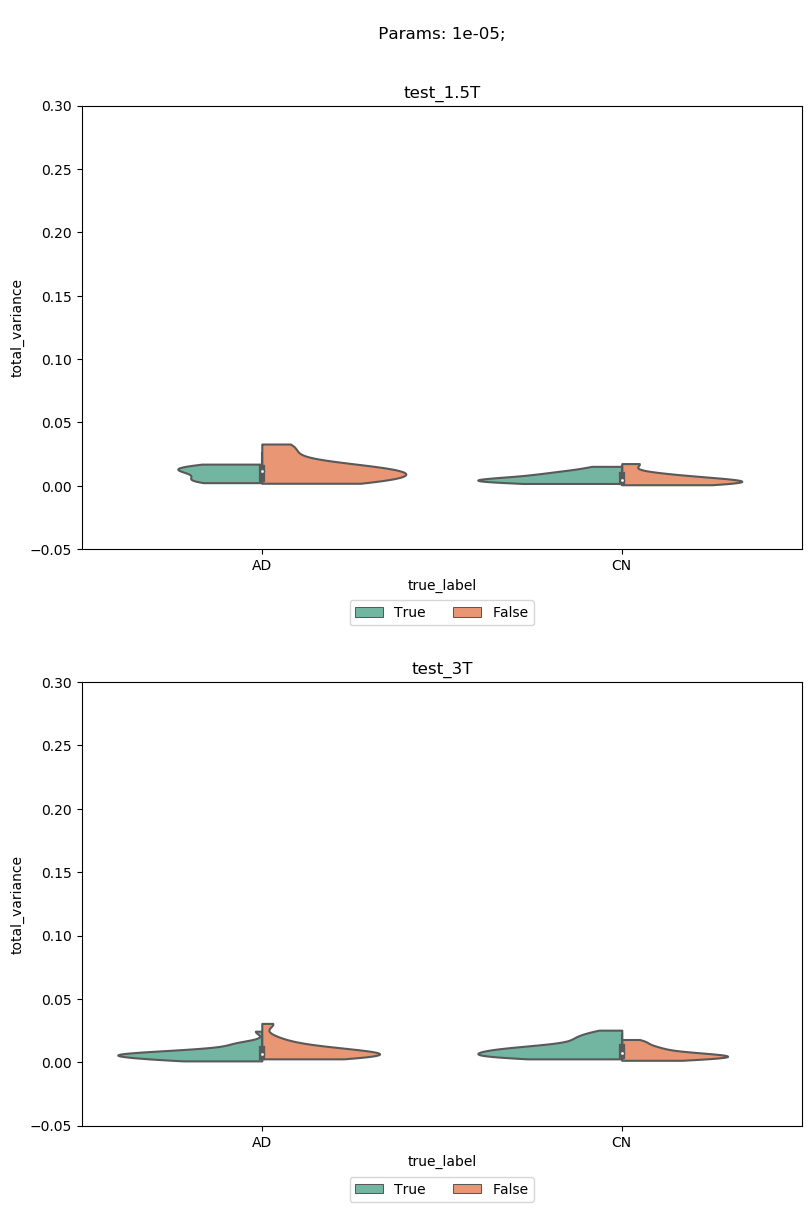 Params: 1e-05;
test_1.5T
0.30
0.25
0.20
0.15
0.10
0.05
0.00
−0.05
total_variance
AD CN
true_label
True False
test_3T
0.30
0.25
0.20
0.15
0.10
0.05
0.00
−0.05
total_variance
AD CN
true_label
True False